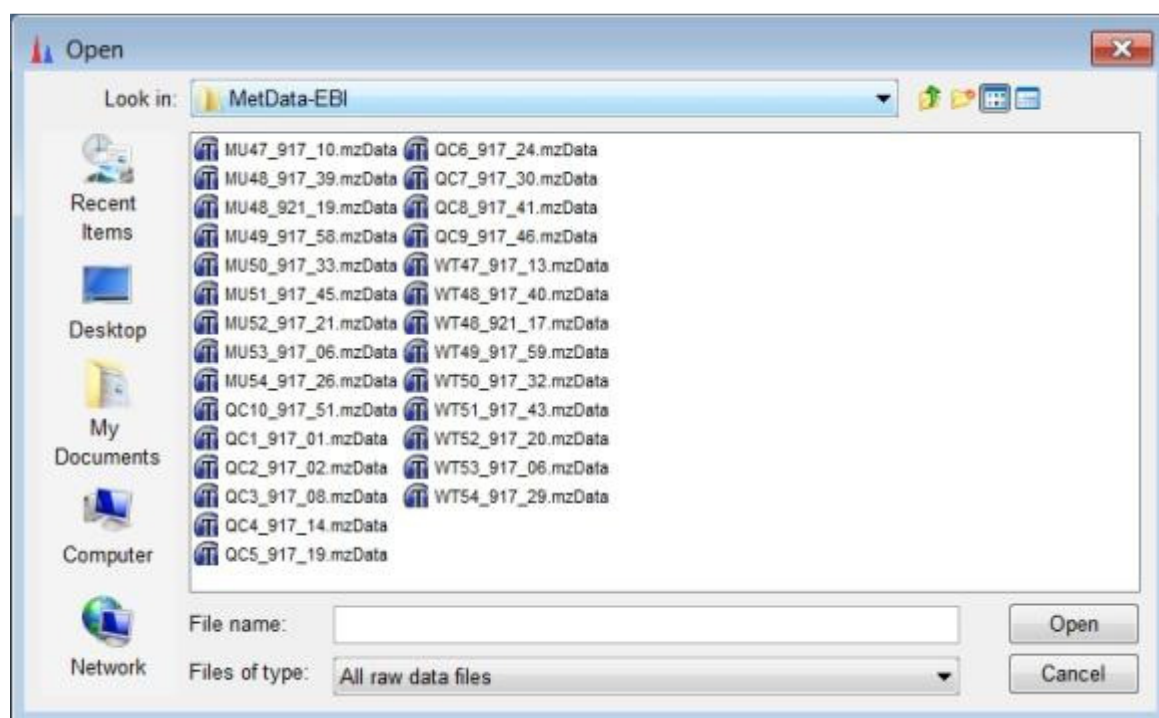 Open
Look in: MetData-EBI
Recent Items
Desktop
My Documents
Computer
Network
MU47_917_10.mzData
MU48_917_39.mzData
MU48_921_19.mzData
MU49_917_58.mzData
MU50_917_33.mzData
MU51_917_45.mzData
MU52_917_21.mzData
MU53_917_06.mzData
MU54_917_26.mzData
QC10_917_51.mzData
QC1_917_01.mzData
QC2_917_02.mzData
QC3_917_08.mzData
QC4_917_14.mzData
QC5_917_19.mzData
QC6_917_24.mzData
QC7_917_30.mzData
QC8_917_41.mzData
QC9_917_46.mzData
WT47_917_13.mzData
WT48_917_40.mzData
WT48_921_17.mzData
WT49_917_59.mzData
WT50_917_32.mzData
WT51_917_43.mzData
WT52_917_20.mzData
WT53_917_06.mzData
WT54_917_29.mzData
File name:
Open
Files of type: All raw data files
Cancel